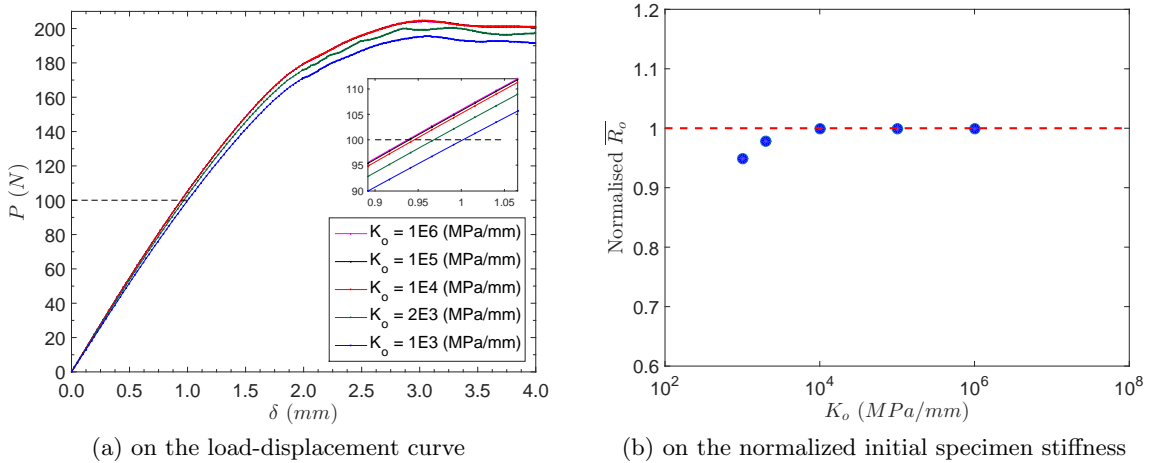 200
180
160
140
120
100
80
60
40
20
0
P (N)
0.0 0.5 1.0 1.5 2.0 2.5 3.0 3.5 4.0
δ (mm)
110
105
100
95
90
0.9 0.95 1 1.05
K_o = 1E6 (MPa/mm)
K_o = 1E5 (MPa/mm)
K_o = 1E4 (MPa/mm)
K_o = 2E3 (MPa/mm)
K_o = 1E3 (MPa/mm)
(a) on the load-displacement curve
1.2
1.1
1
0.9
0.8
0.7
0.6
Normalised \overline{R_o}
10^2 10^4 10^6 10^8
K_o (MPa/mm)
(b) on the normalized initial specimen stiffness